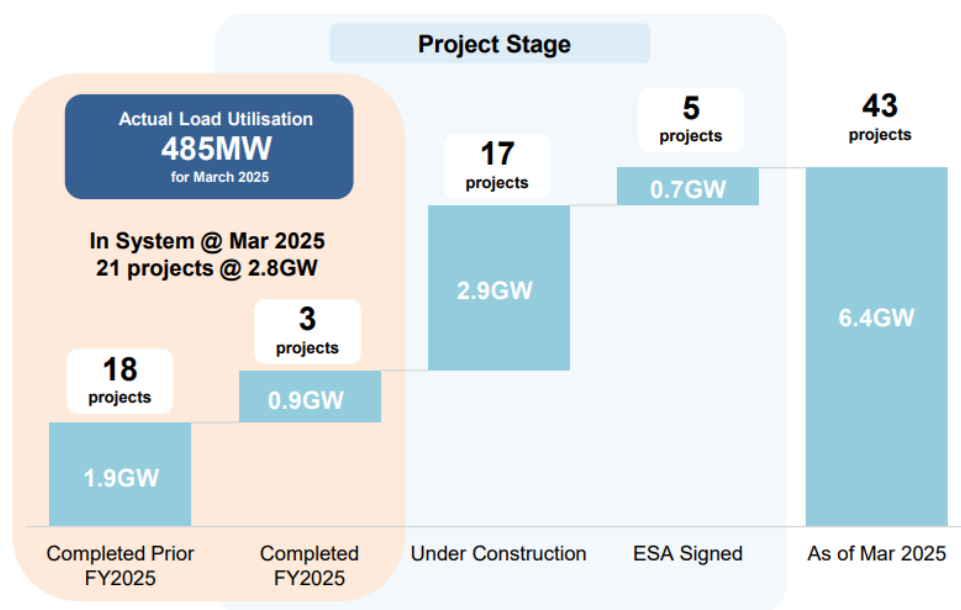 Project Stage
Actual Load Utilisation
485MW
for March 2025
In System @ Mar 2025
21 projects @ 2.8GW
18
projects
1.9GW
3
projects
0.9GW
17
projects
2.9GW
5
projects
0.7GW
43
projects
6.4GW
Completed Prior
FY2025
Completed
FY2025
Under Construction
ESA Signed
As of Mar 2025